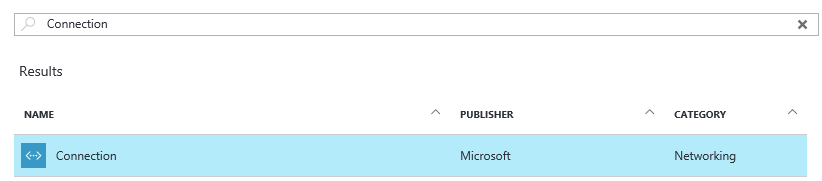 Connection
Results
NAME PUBLISHER CATEGORY
Connection Microsoft Networking